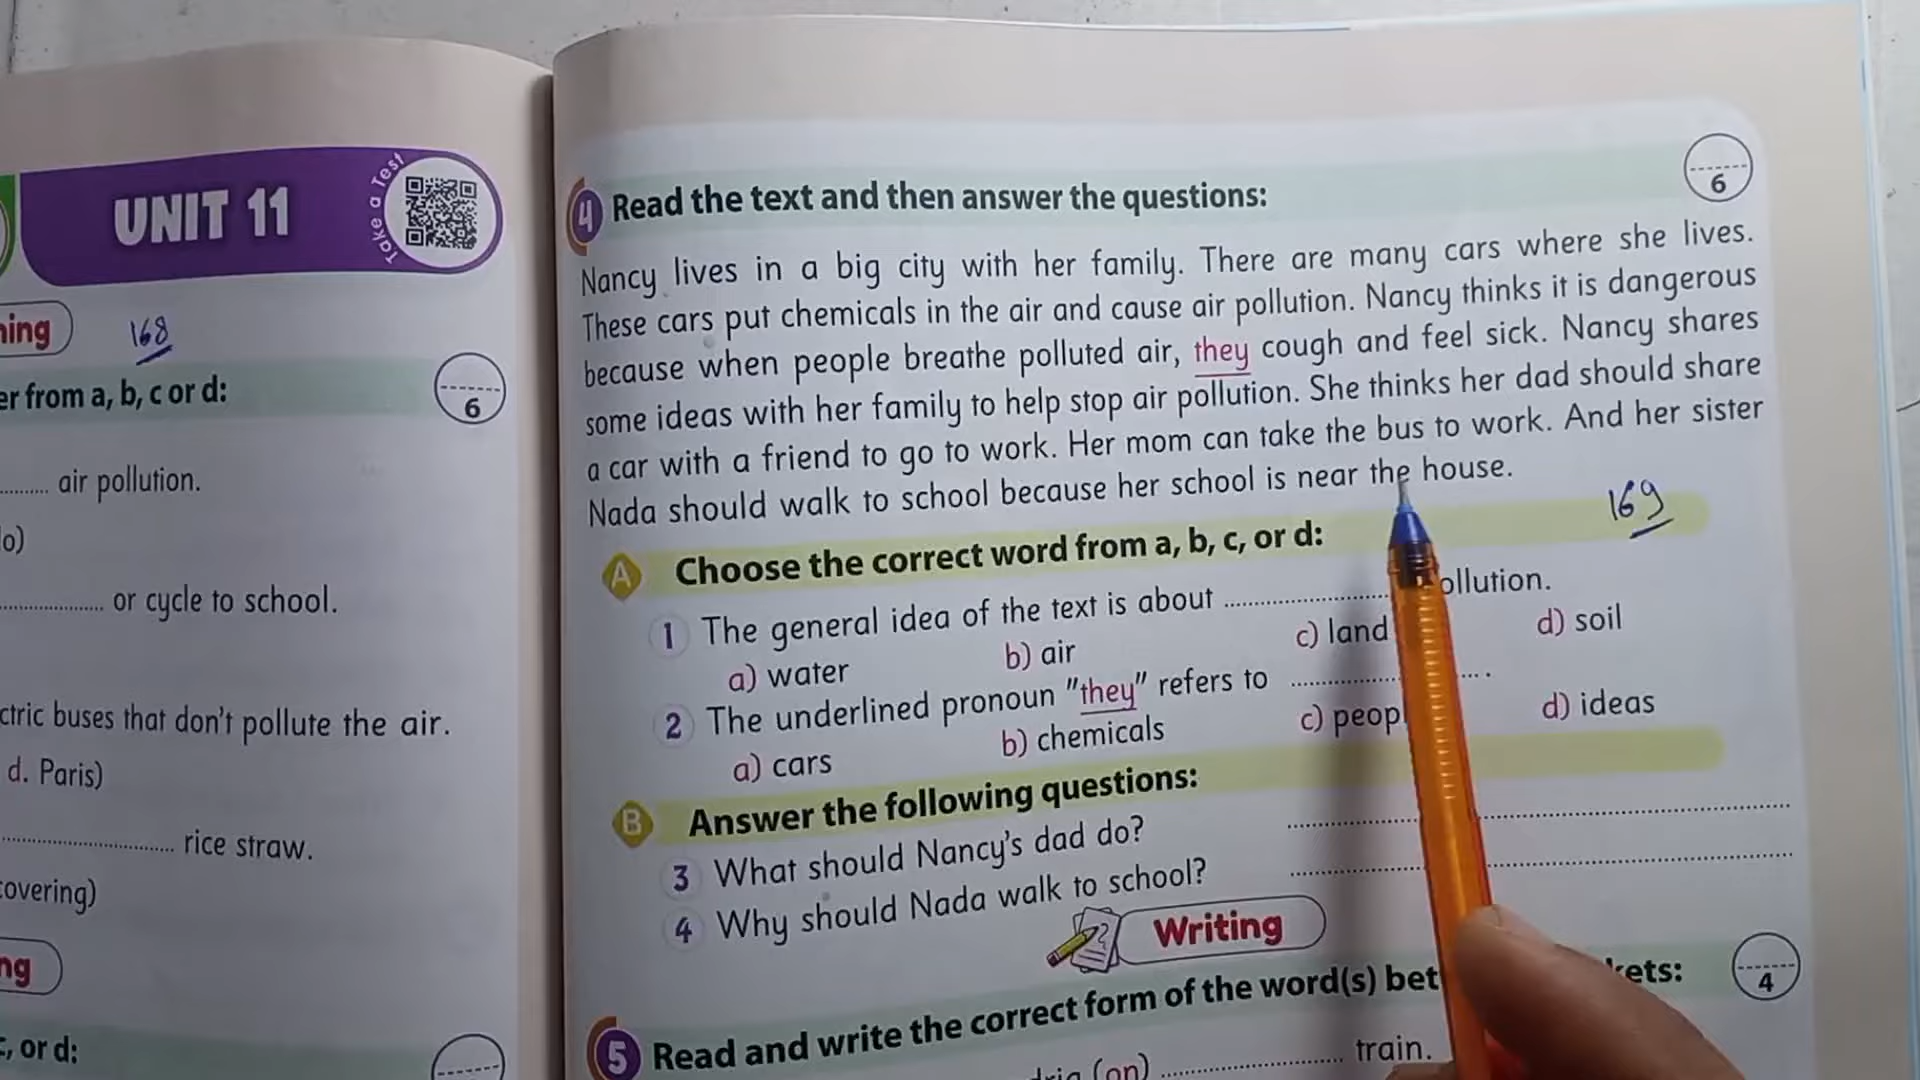 UNIT 11
Take a Test
168
er from a, b, c or d:
6
air pollution.
or cycle to school.
ctric buses that don't pollute the air.
d. Paris)
rice straw.
covering)
c, or d:
6
4 Read the text and then answer the questions:
Nancy lives in a big city with her family. There are many cars where she lives.
These cars put chemicals in the air and cause air pollution. Nancy thinks it is dangerous
because when people breathe polluted air, they cough and feel sick. Nancy shares
some ideas with her family to help stop air pollution. She thinks her dad should share
a car with a friend to go to work. Her mom can take the bus to work. And her sister
Nada should walk to school because her school is near the house.
169
A Choose the correct word from a, b, c, or d:
1 The general idea of the text is about .................... ollution.
a) water b) air c) land d) soil
2 The underlined pronoun "they" refers to .................... .
a) cars b) chemicals c) peop d) ideas
B Answer the following questions:
3 What should Nancy's dad do? ....................
4 Why should Nada walk to school? ....................
Writing
5 Read and write the correct form of the word(s) bet kets:
4
(on) .................... train.